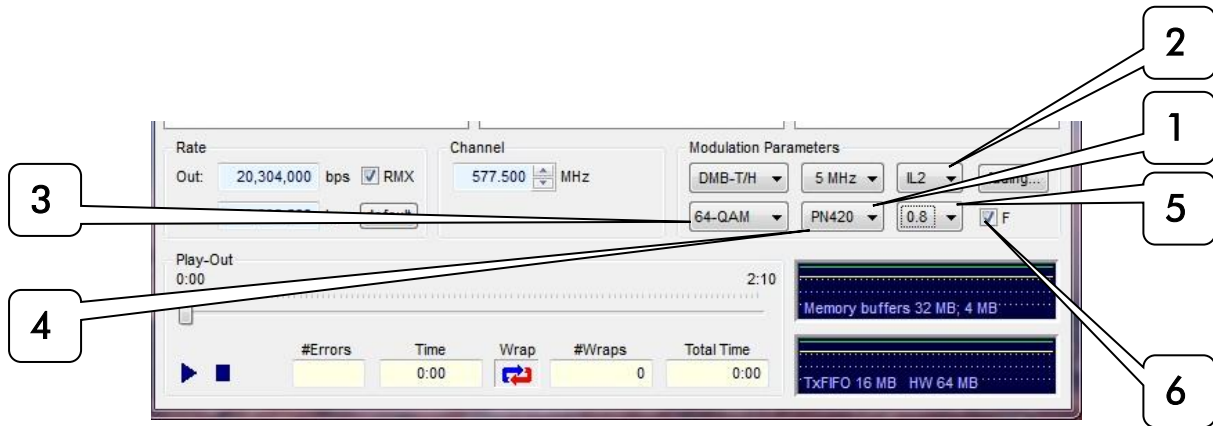 2
1
3
5
4
6
Rate
Out: 20,304,000 bps RMX
Channel
577.500 MHz
Modulation Parameters
DMB-T/H 5 MHz IL2
64-QAM PN420 0.8 F
Play-Out
0:00 2:10
#Errors Time Wrap #Wraps Total Time
0:00 0 0:00
Memory buffers 32 MB; 4 MB
TxFIFO 16 MB HW 64 MB